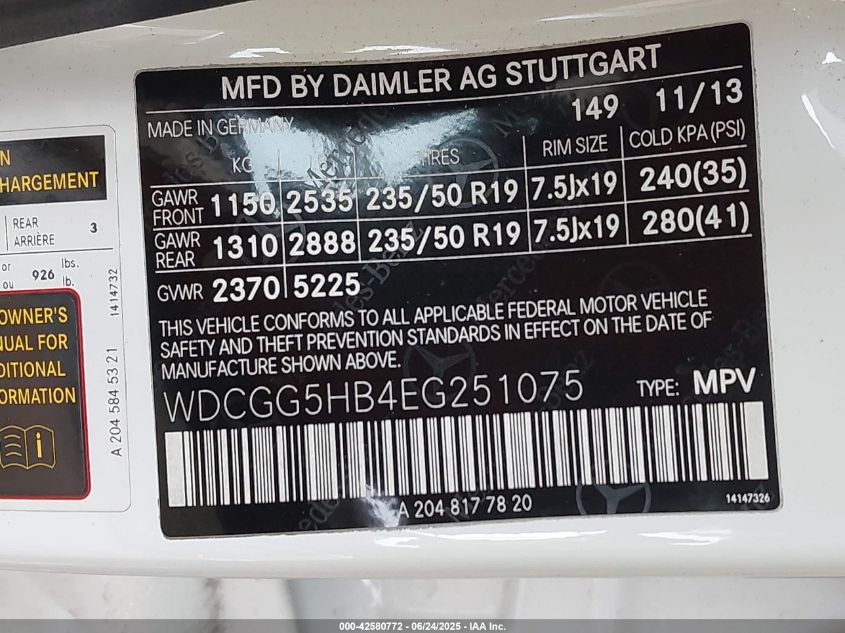 N
HARGEMENT
REAR
ARRIÈRE
3
or
ou
926
lbs.
lb.
OWNER'S
NUAL FOR
DITIONAL
FORMATION
A 204 584 53 21
1414732
MFD BY DAIMLER AG STUTTGART
MADE IN GERMANY
149 11/13
KG RIM SIZE COLD KPA (PSI)
GAWR FRONT 1150 2535 235/50 R19 7.5Jx19 240(35)
GAWR REAR 1310 2888 235/50 R19 7.5Jx19 280(41)
GVWR 2370 5225
THIS VEHICLE CONFORMS TO ALL APPLICABLE FEDERAL MOTOR VEHICLE
SAFETY AND THEFT PREVENTION STANDARDS IN EFFECT ON THE DATE OF
MANUFACTURE SHOWN ABOVE.
WDCGG5HB4EG251075 TYPE: MPV
A 204 817 78 20
14147326
000-42580772 - 06/24/2025 - IAA Inc.